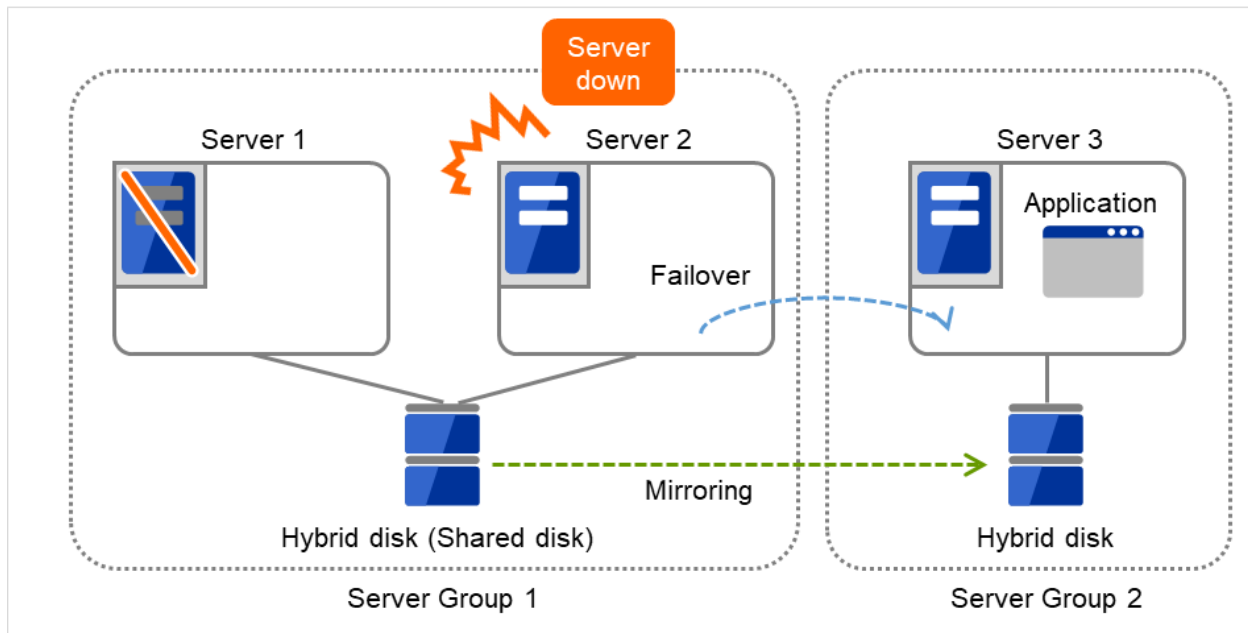 Server
down
Server 1
Server 2
Server 3
Application
Failover
Mirroring
Hybrid disk (Shared disk)
Hybrid disk
Server Group 1
Server Group 2